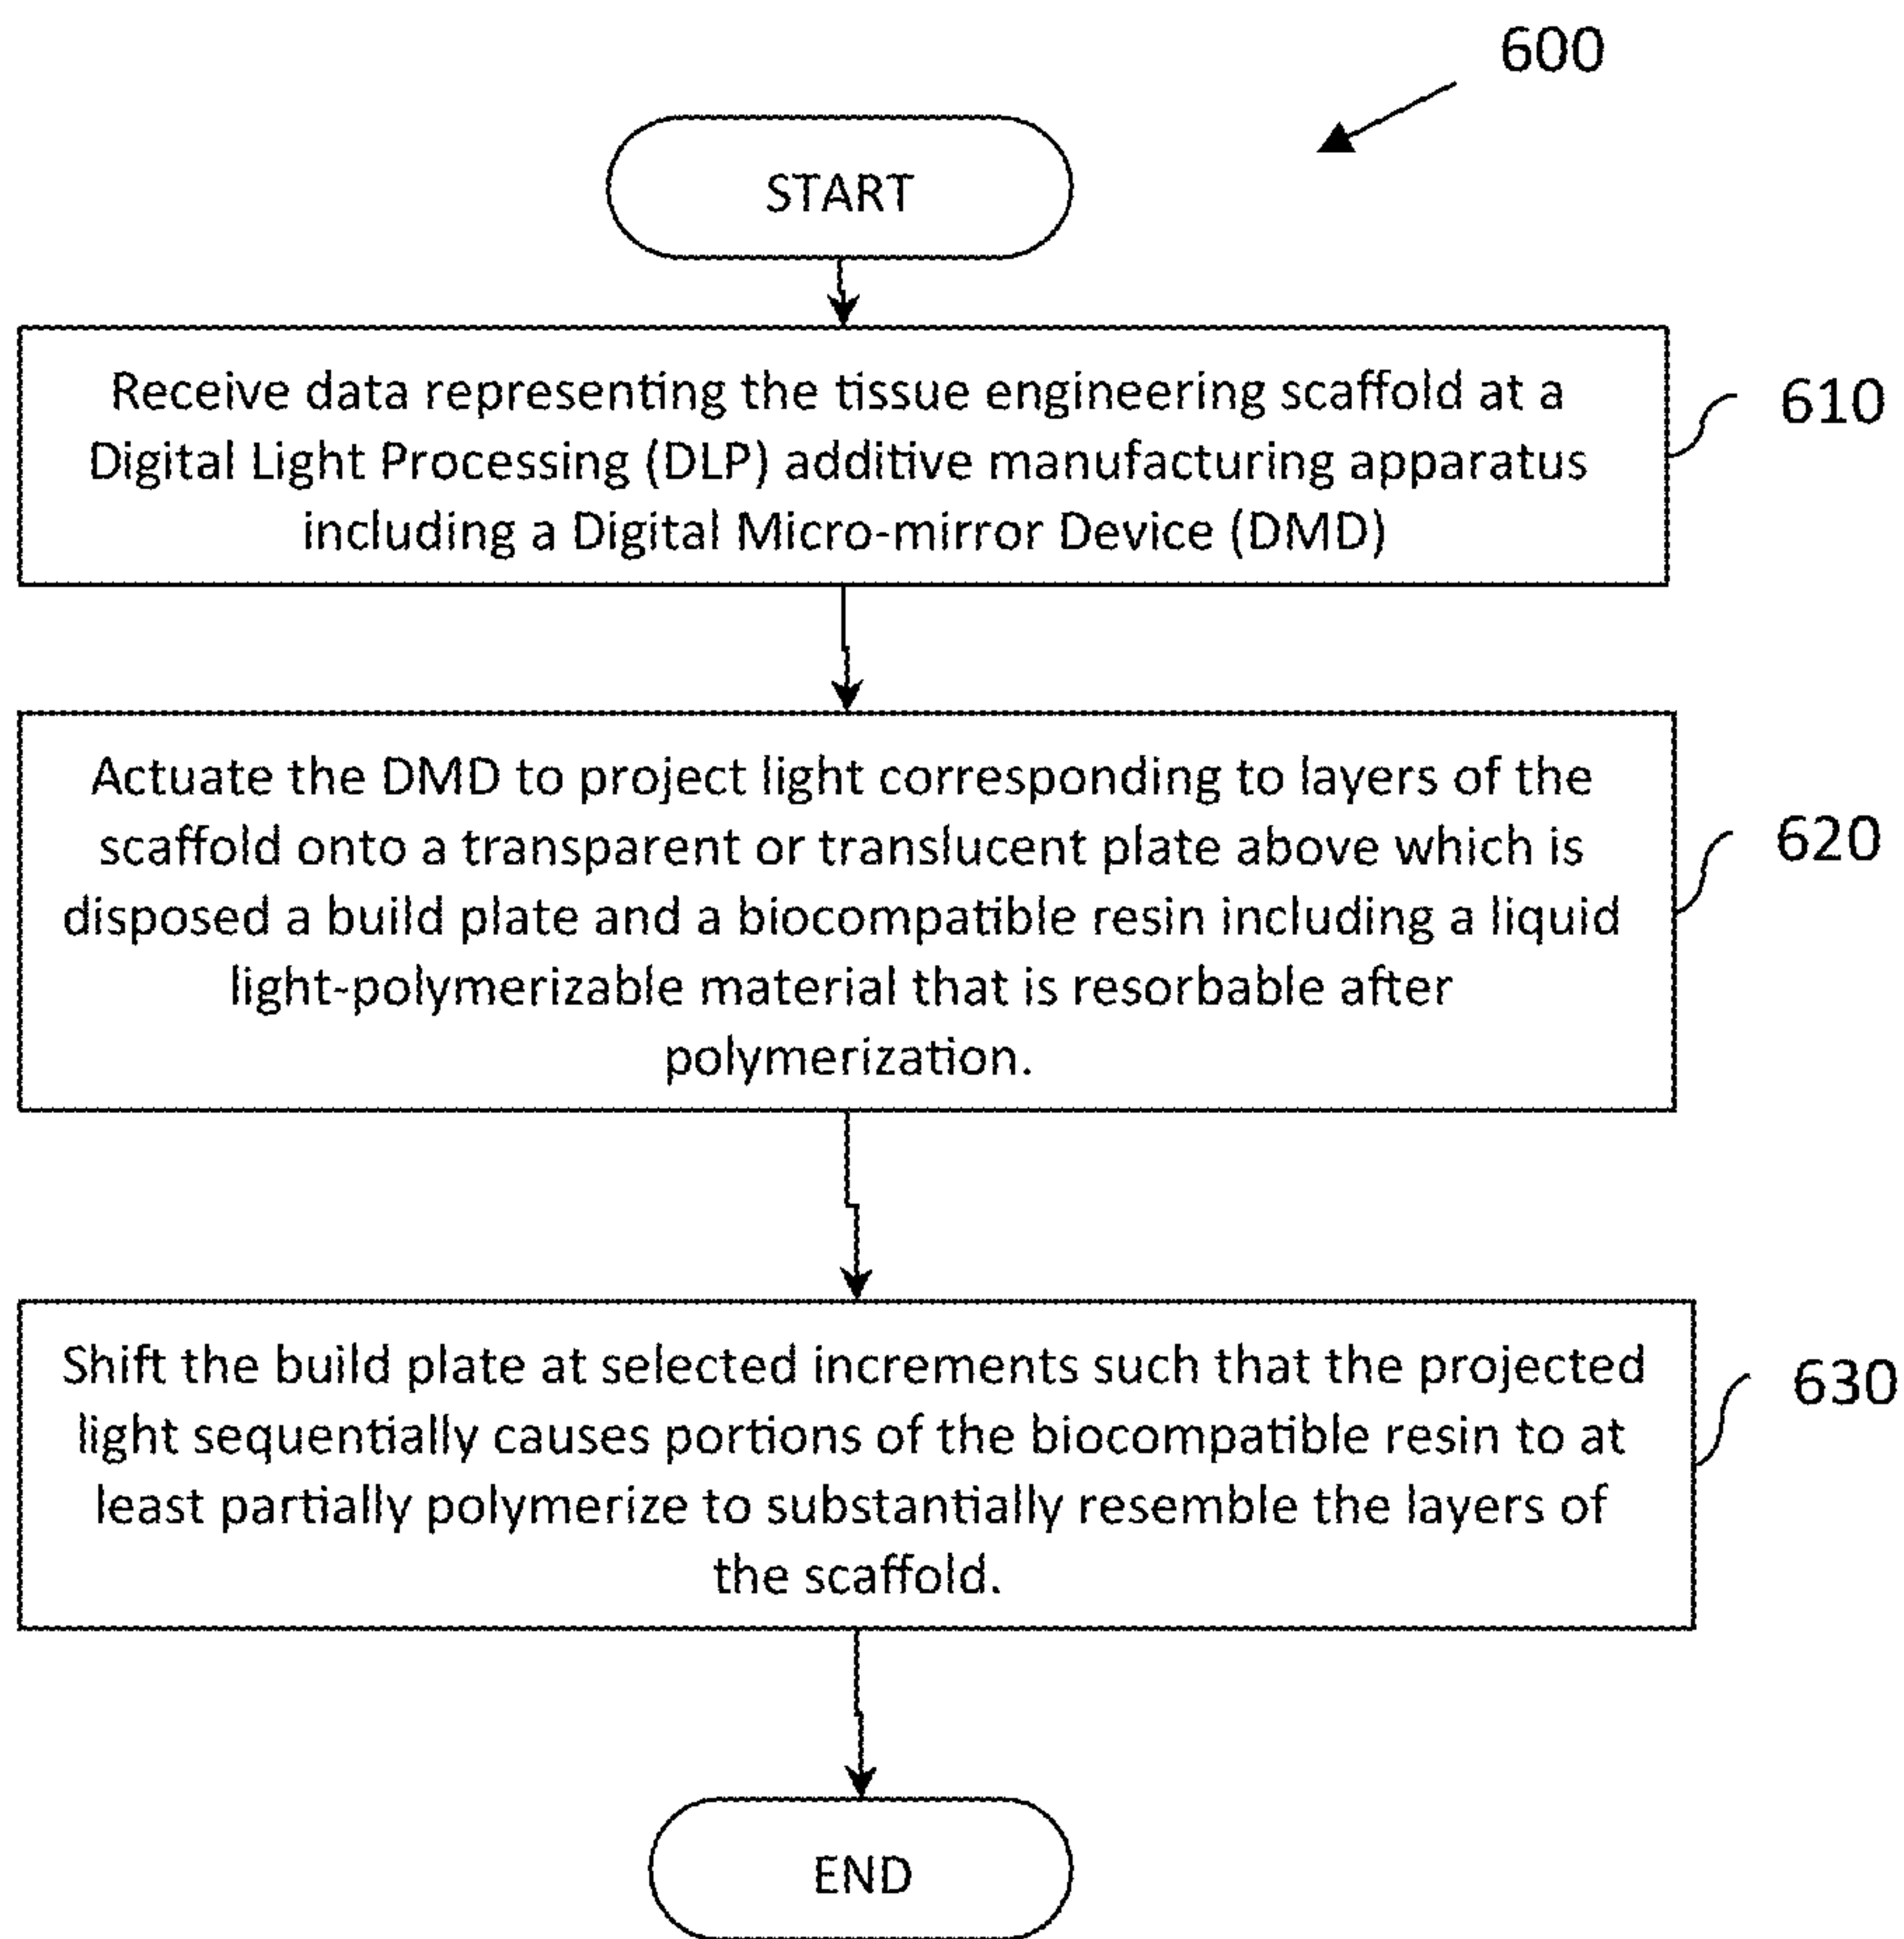 600
START
Receive data representing the tissue engineering scaffold at a
Digital Light Processing (DLP) additive manufacturing apparatus
including a Digital Micro-mirror Device (DMD)
610
Actuate the DMD to project light corresponding to layers of the
scaffold onto a transparent or translucent plate above which is
disposed a build plate and a biocompatible resin including a liquid
light-polymerizable material that is resorbable after
polymerization.
620
Shift the build plate at selected increments such that the projected
light sequentially causes portions of the biocompatible resin to at
least partially polymerize to substantially resemble the layers of
the scaffold.
630
END